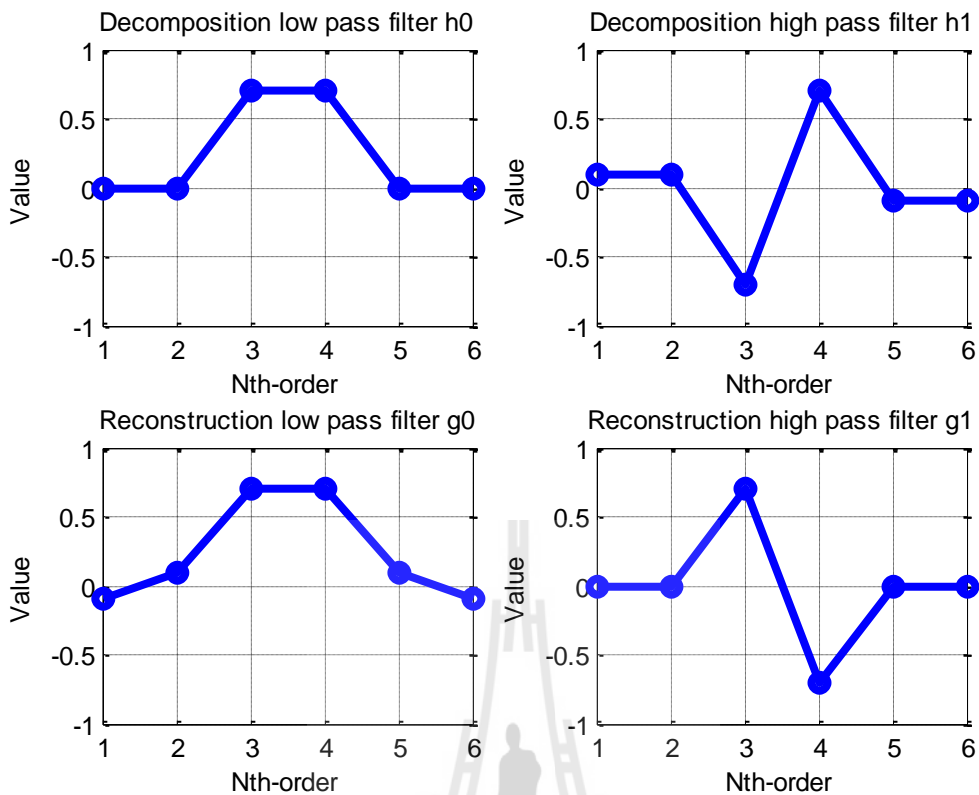 Decomposition low pass filter h0
1
0.5
0
-0.5
-1
Value
1 2 3 4 5 6
Nth-order
Decomposition high pass filter h1
1
0.5
0
-0.5
-1
Value
1 2 3 4 5 6
Nth-order
Reconstruction low pass filter g0
1
0.5
0
-0.5
-1
Value
1 2 3 4 5 6
Nth-order
Reconstruction high pass filter g1
1
0.5
0
-0.5
-1
Value
1 2 3 4 5 6
Nth-order